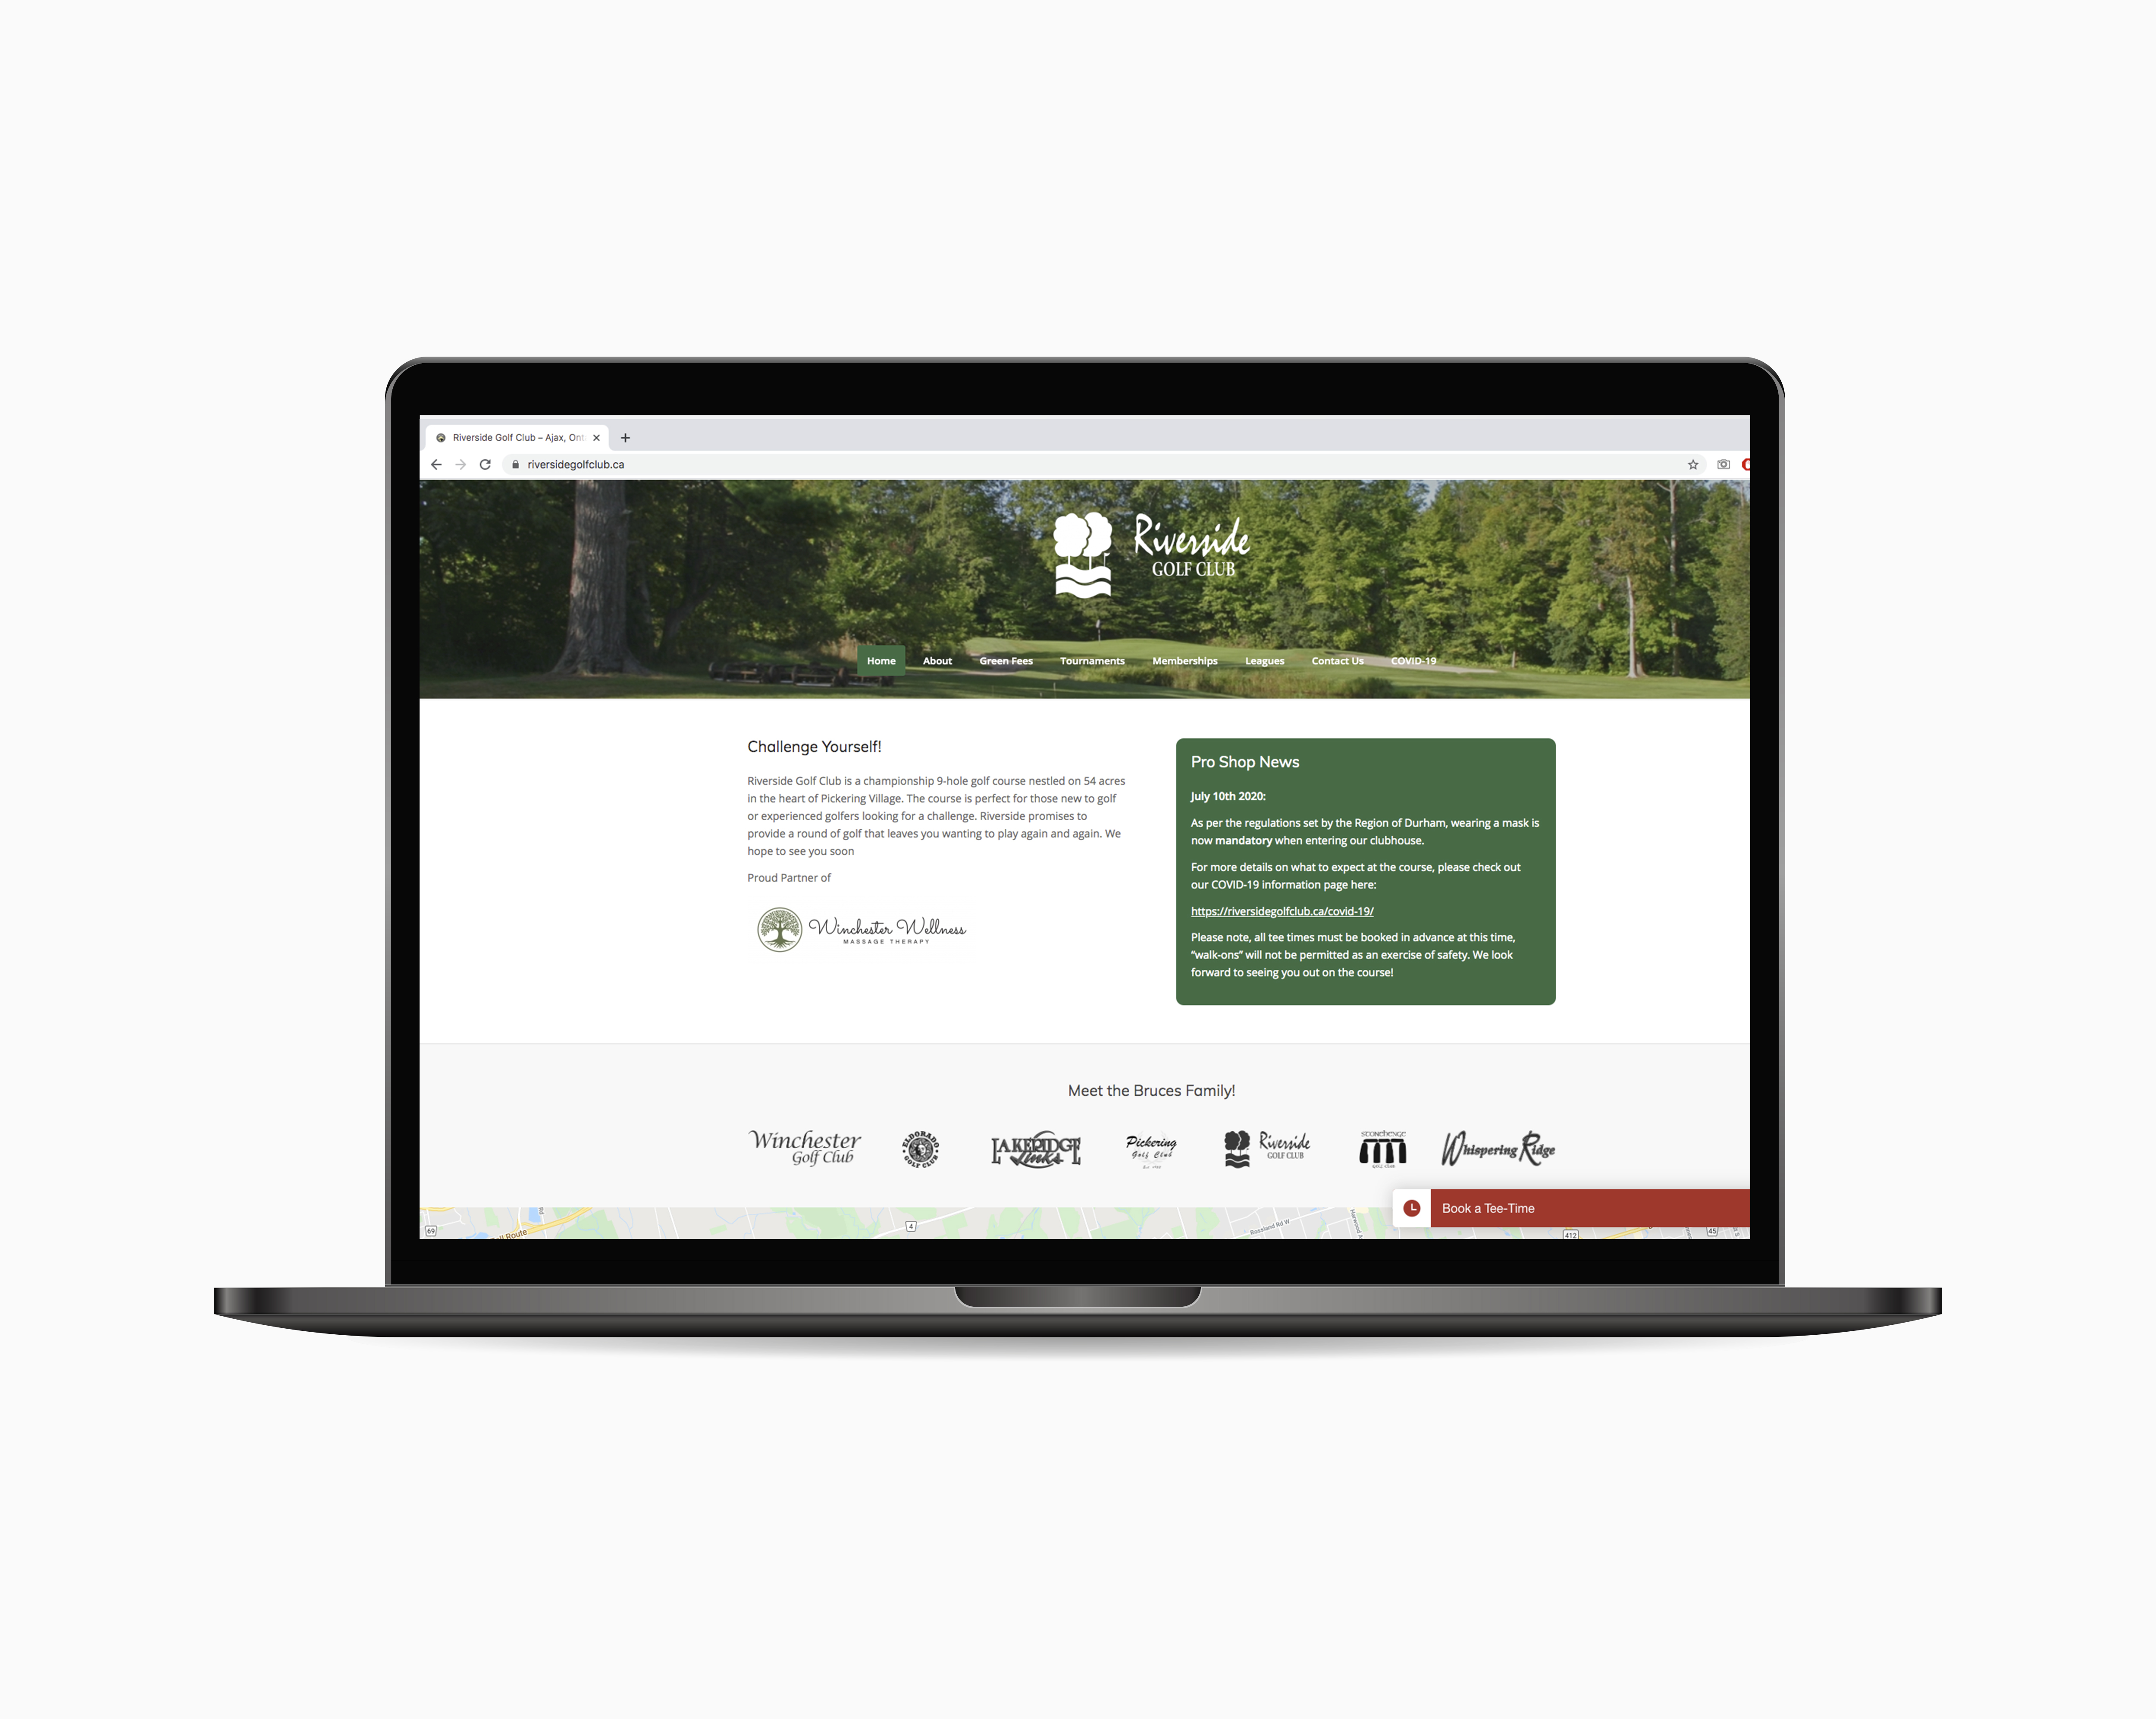 Riverside Golf Club – Ajax, Ont
riversidegolfclub.ca
Riverside
GOLF CLUB
Home About Green Fees Tournaments Memberships Leagues Contact Us COVID-19
Challenge Yourself!
Riverside Golf Club is a championship 9-hole golf course nestled on 54 acres
in the heart of Pickering Village. The course is perfect for those new to golf
or experienced golfers looking for a challenge. Riverside promises to
provide a round of golf that leaves you wanting to play again and again. We
hope to see you soon
Proud Partner of
Winchester Wellness
MASSAGE THERAPY
Pro Shop News
July 10th 2020:
As per the regulations set by the Region of Durham, wearing a mask is
now mandatory when entering our clubhouse.
For more details on what to expect at the course, please check out
our COVID-19 information page here:
https://riversidegolfclub.ca/covid-19/
Please note, all tee times must be booked in advance at this time,
“walk-ons” will not be permitted as an exercise of safety. We look
forward to seeing you out on the course!
Meet the Bruces Family!
Winchester
Golf Club
ELDORADO
GOLF CLUB
LAKERIDGE
Links
Pickering
Golf Club
Riverside
GOLF CLUB
STONEHENGE
GOLF CLUB
Whispering Ridge
Book a Tee-Time
69
Route
4
Rossland Rd W
412
45